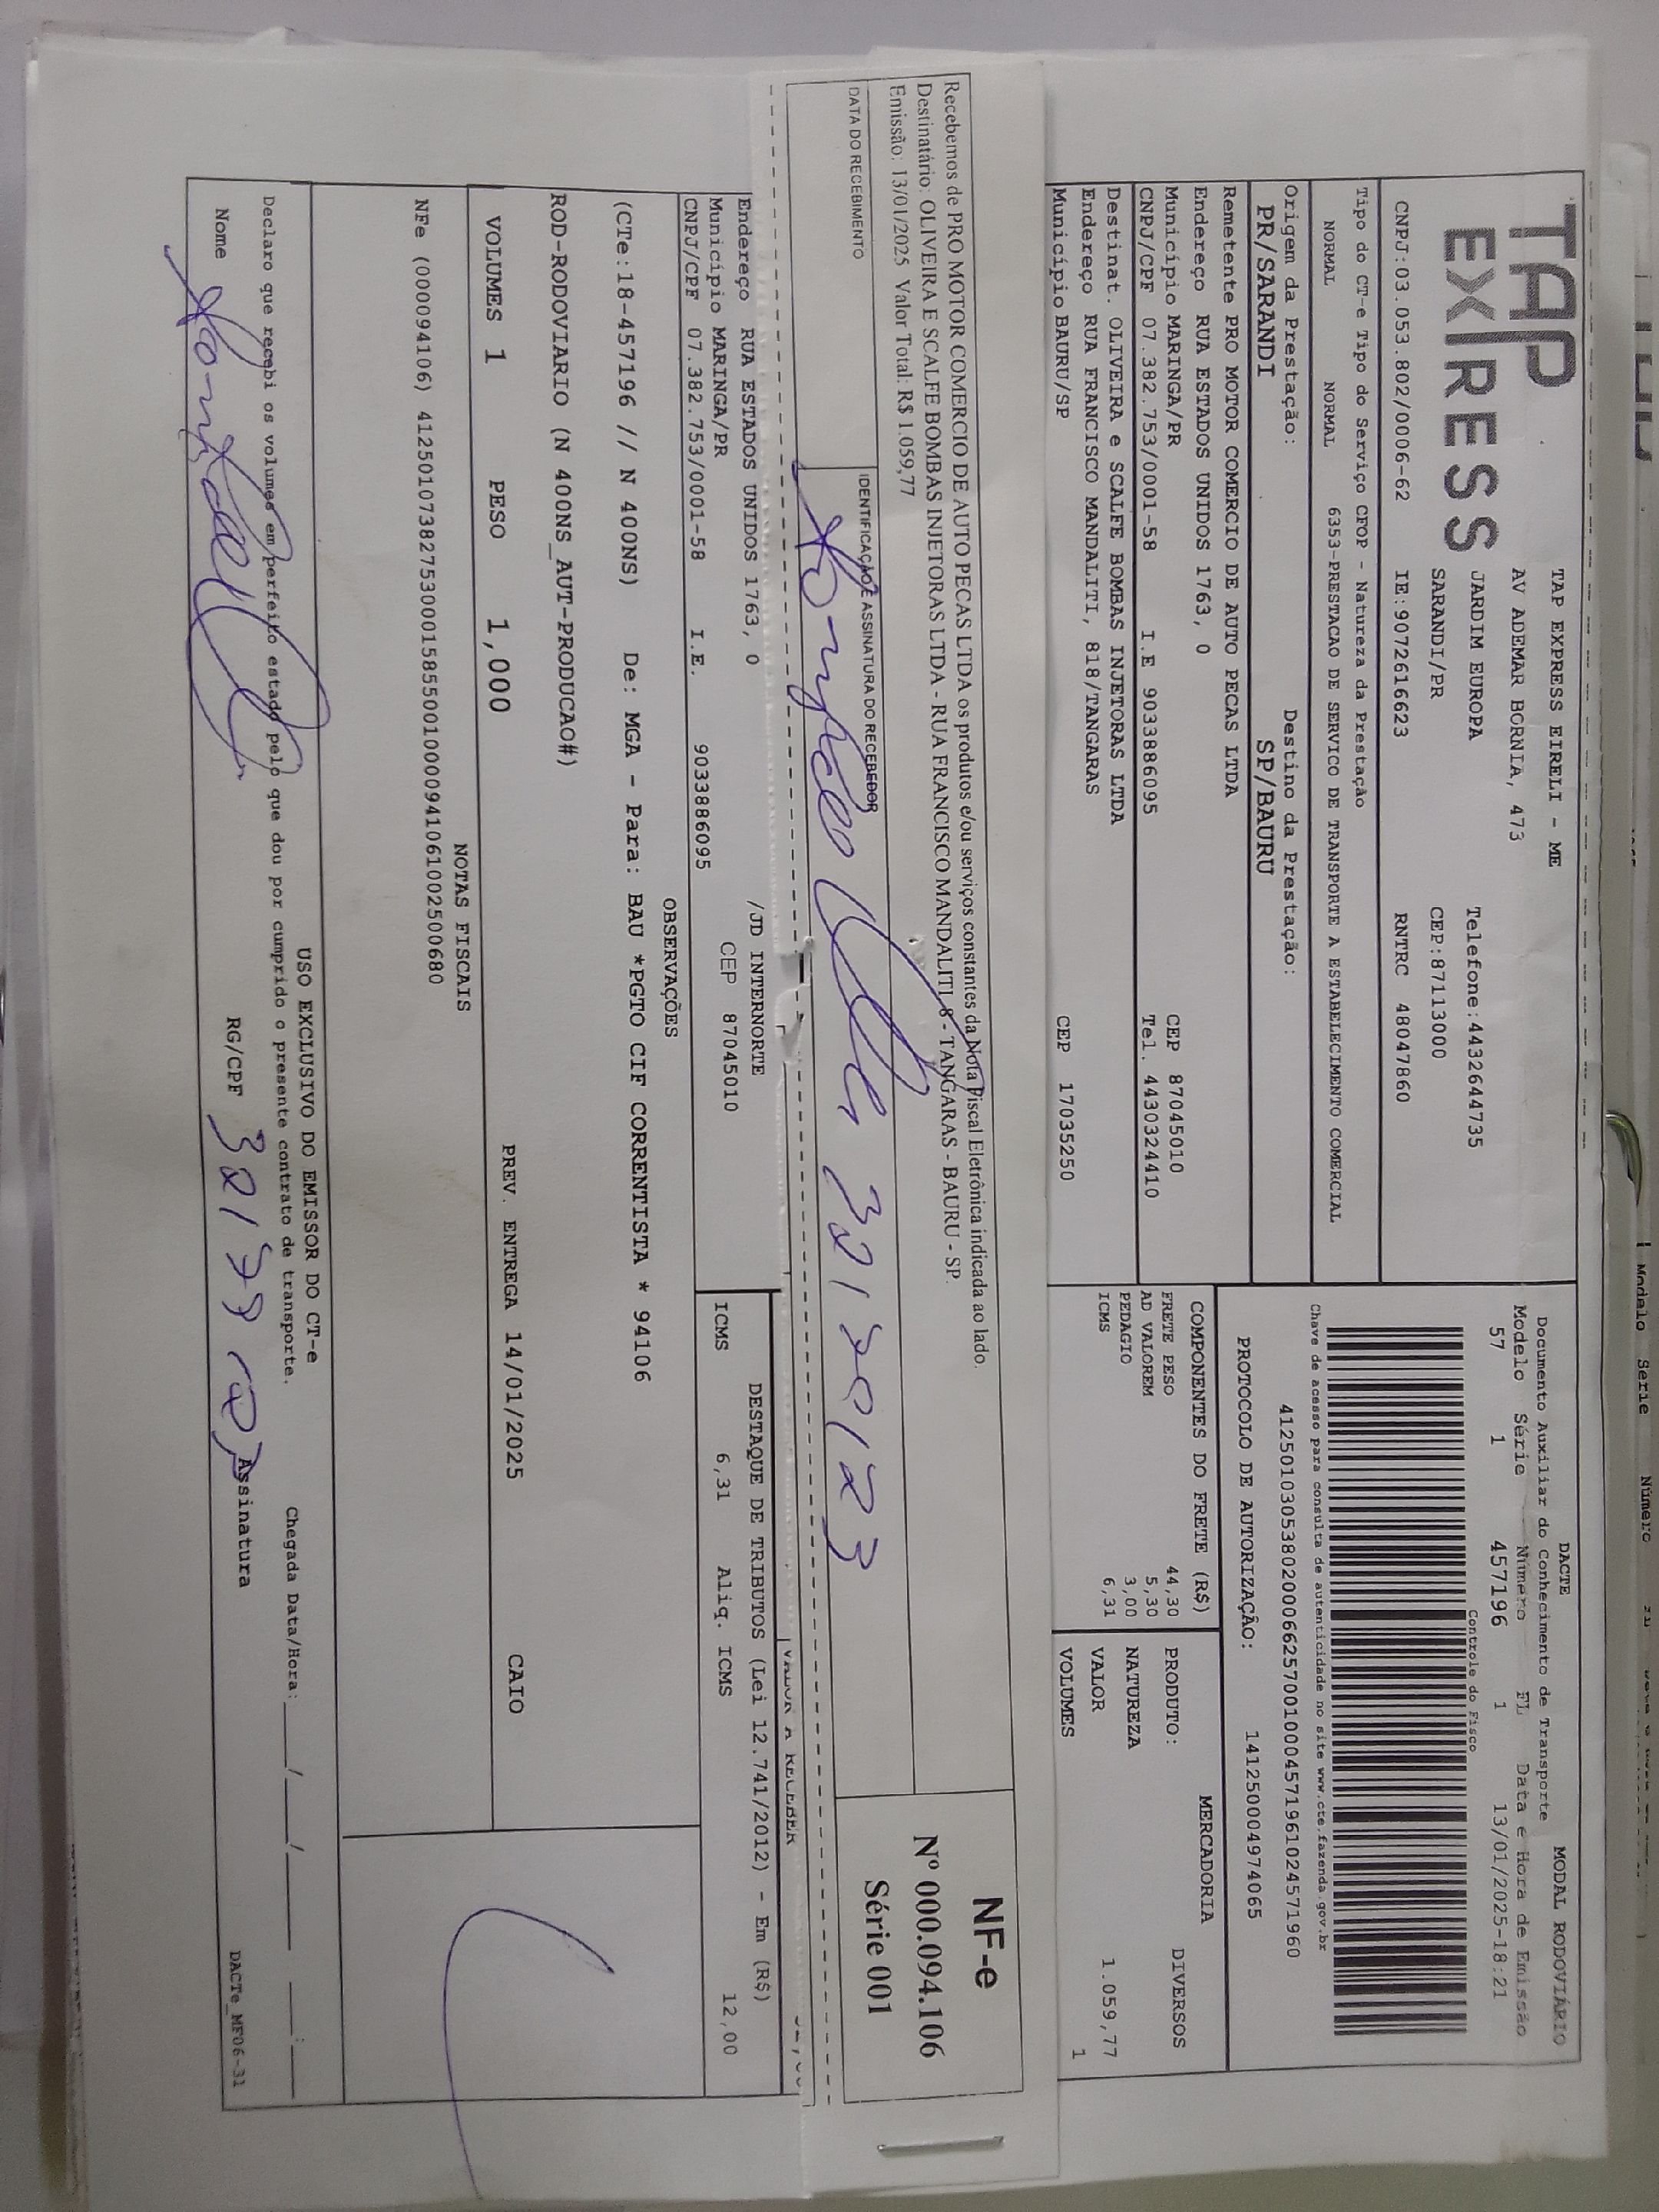 TAP
EXPRESS
TAP EXPRESS EIRELI - ME
AV ADEMAR BORNIA, 473
JARDIM EUROPA Telefone:4432644735
SARANDI/PR CEP:87113000
CNPJ:03.053.802/0006-62 IE:9072616623 RNTRC 48047860
Tipo do CT-e Tipo do Serviço CFOP - Natureza da Prestação
NORMAL NORMAL 6353-PRESTACAO DE SERVICO DE TRANSPORTE A ESTABELECIMENTO COMERCIAL
Origem da Prestação: Destino da Prestação:
PR/SARANDI SP/BAURU
Remetente PRO MOTOR COMERCIO DE AUTO PECAS LTDA
Endereço RUA ESTADOS UNIDOS 1763, 0
Município MARINGA/PR CEP 87045010
CNPJ/CPF 07.382.753/0001-58 I.E 9033886095 Tel. 4430324410
Destinat. OLIVEIRA e SCALFE BOMBAS INJETORAS LTDA
Endereço RUA FRANCISCO MANDALITI, 818/TANGARAS
Município BAURU/SP CEP 17035250
DACTE MODAL RODOVIÁRIO
Documento Auxiliar do Conhecimento de Transporte
Modelo Série Número FL Data e Hora de Emissão
57 1 457196 1 13/01/2025-18:21
Controle do Fisco
Chave de acesso para consulta de autenticidade no site www.cte.fazenda.gov.br
41250103053802000662570010004571961024571960
PROTOCOLO DE AUTORIZAÇÃO: 141250004974065
COMPONENTES DO FRETE (R$)
FRETE PESO 44,30
AD VALOREM 5,30
PEDAGIO 3,00
ICMS 6,31
MERCADORIA
PRODUTO: DIVERSOS
NATUREZA
VALOR 1.059,77
VOLUMES 1
Recebemos de PRO MOTOR COMERCIO DE AUTO PECAS LTDA os produtos e/ou serviços constantes da Nota Fiscal Eletrônica indicada ao lado.
Destinatário: OLIVEIRA E SCALFE BOMBAS INJETORAS LTDA - RUA FRANCISCO MANDALITI, 8 - TANGARAS - BAURU - SP.
Emissão: 13/01/2025 Valor Total: R$ 1.059,77
DATA DO RECEBIMENTO IDENTIFICAÇÃO E ASSINATURA DO RECEBEDOR
NF-e
Nº 000.094.106
Série 001
VALOR A RECEBER
Endereço RUA ESTADOS UNIDOS 1763, 0 /JD INTERNORTE
Município MARINGA/PR CEP 87045010
CNPJ/CPF 07.382.753/0001-58 I.E. 9033886095
DESTAQUE DE TRIBUTOS (Lei 12.741/2012) - Em (R$)
ICMS 6,31 Aliq. ICMS 12,00
OBSERVAÇÕES
(CTe:18-457196 // N 400NS) De: MGA - Para: BAU *PGTO CIF CORRENTISTA * 94106
ROD-RODOVIARIO (N 400NS_AUT-PRODUCAO#)
VOLUMES 1 PESO 1,000 PREV. ENTREGA 14/01/2025 CAIO
NOTAS FISCAIS
NFe (000094106) 41250107382753000158550010000941061002500680
USO EXCLUSIVO DO EMISSOR DO CT-e
Declaro que recebi os volumes em perfeito estado pelo que dou por cumprido o presente contrato de transporte. Chegada Data/Hora:____/____/____ __:__
Nome RG/CPF Assinatura
DACTe_MF06-31